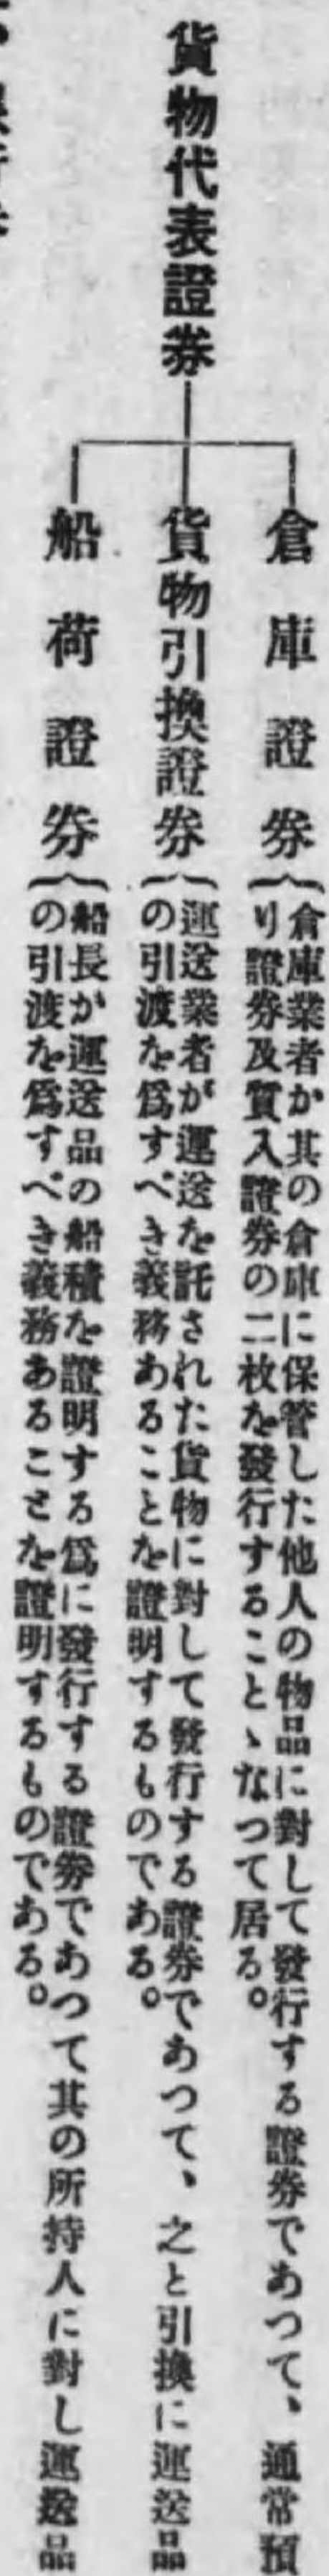 貨物代表證券
倉庫證券
倉庫業者が其の倉庫に保管した他人の物品に對して發行する證券であつて、通常預
り證券及質入證券の二枚を發行することゝなつて居る。
貨物引換證券
運送業者が運送を託された貨物に對して發行する證券であつて、之と引換に運送品
の引渡を爲すべき義務あることを證明するものである。
船荷證券
船長が運送品の船積を證明する爲に發行する證券であつて其の所持人に對し運送品
の引渡を爲すべき義務あることを證明するものである。